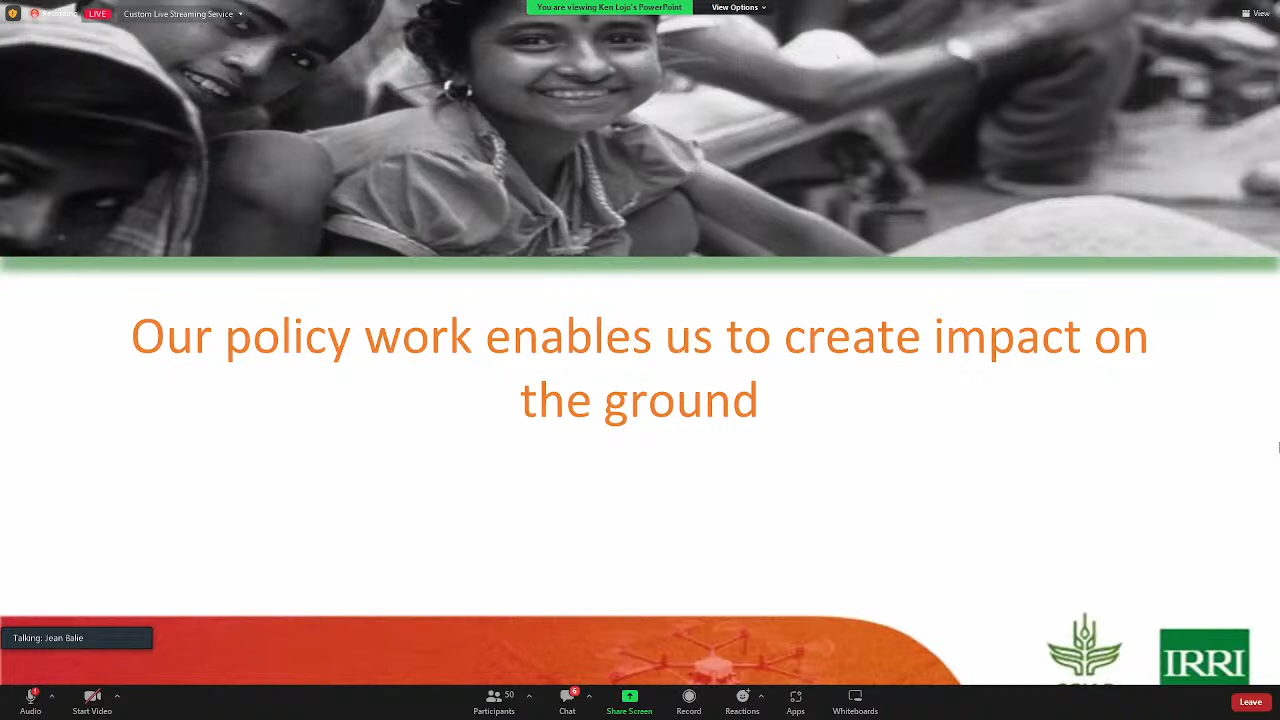 Recording
LIVE
Custom Live Streaming Service
You are viewing Ken Lojo's PowerPoint
View Options
View
Our policy work enables us to create impact on
the ground
Talking: Jean Balie
IRRI
Audio
Start Video
50
Participants
6
Chat
Share Screen
Record
Reactions
Apps
Whiteboards
Leave